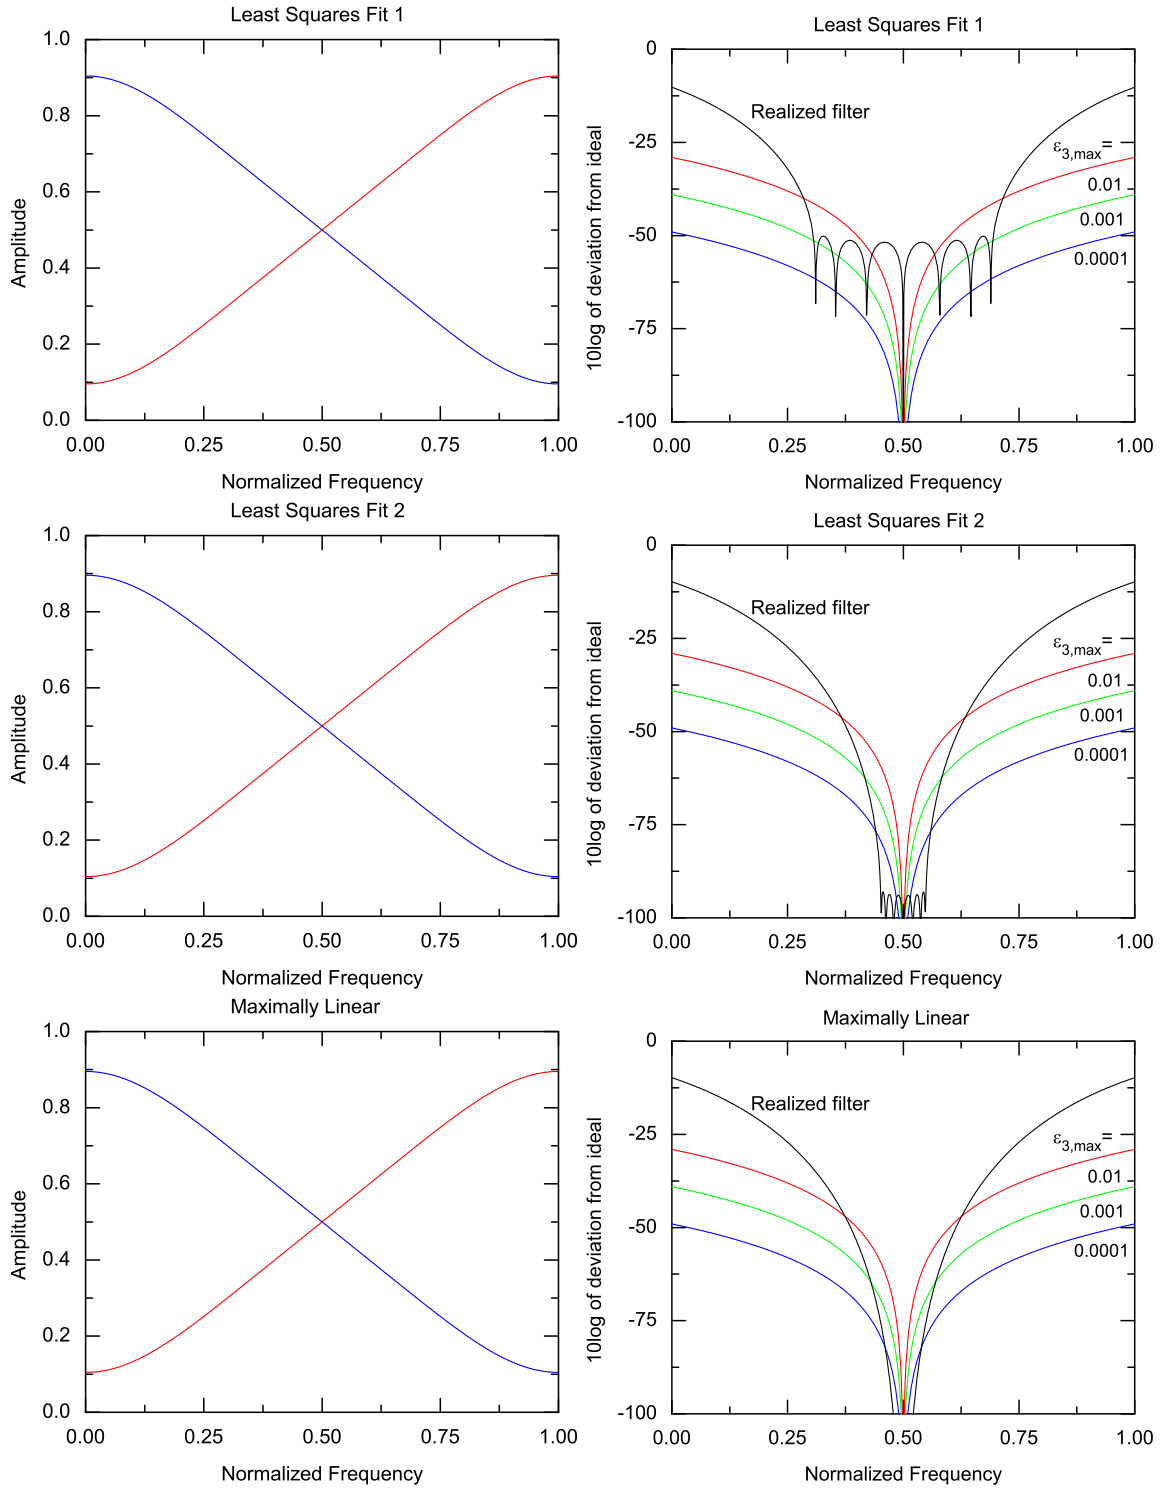 Least Squares Fit 1
1.0
0.8
0.6
0.4
0.2
0.0
Amplitude
0.00 0.25 0.50 0.75 1.00
Normalized Frequency
Least Squares Fit 1
0
-25
-50
-75
-100
10log of deviation from ideal
Realized filter
ε3,max=
0.01
0.001
0.0001
0.00 0.25 0.50 0.75 1.00
Normalized Frequency
Least Squares Fit 2
1.0
0.8
0.6
0.4
0.2
0.0
Amplitude
0.00 0.25 0.50 0.75 1.00
Normalized Frequency
Least Squares Fit 2
0
-25
-50
-75
-100
10log of deviation from ideal
Realized filter
ε3,max=
0.01
0.001
0.0001
0.00 0.25 0.50 0.75 1.00
Normalized Frequency
Maximally Linear
1.0
0.8
0.6
0.4
0.2
0.0
Amplitude
0.00 0.25 0.50 0.75 1.00
Normalized Frequency
Maximally Linear
0
-25
-50
-75
-100
10log of deviation from ideal
Realized filter
ε3,max=
0.01
0.001
0.0001
0.00 0.25 0.50 0.75 1.00
Normalized Frequency